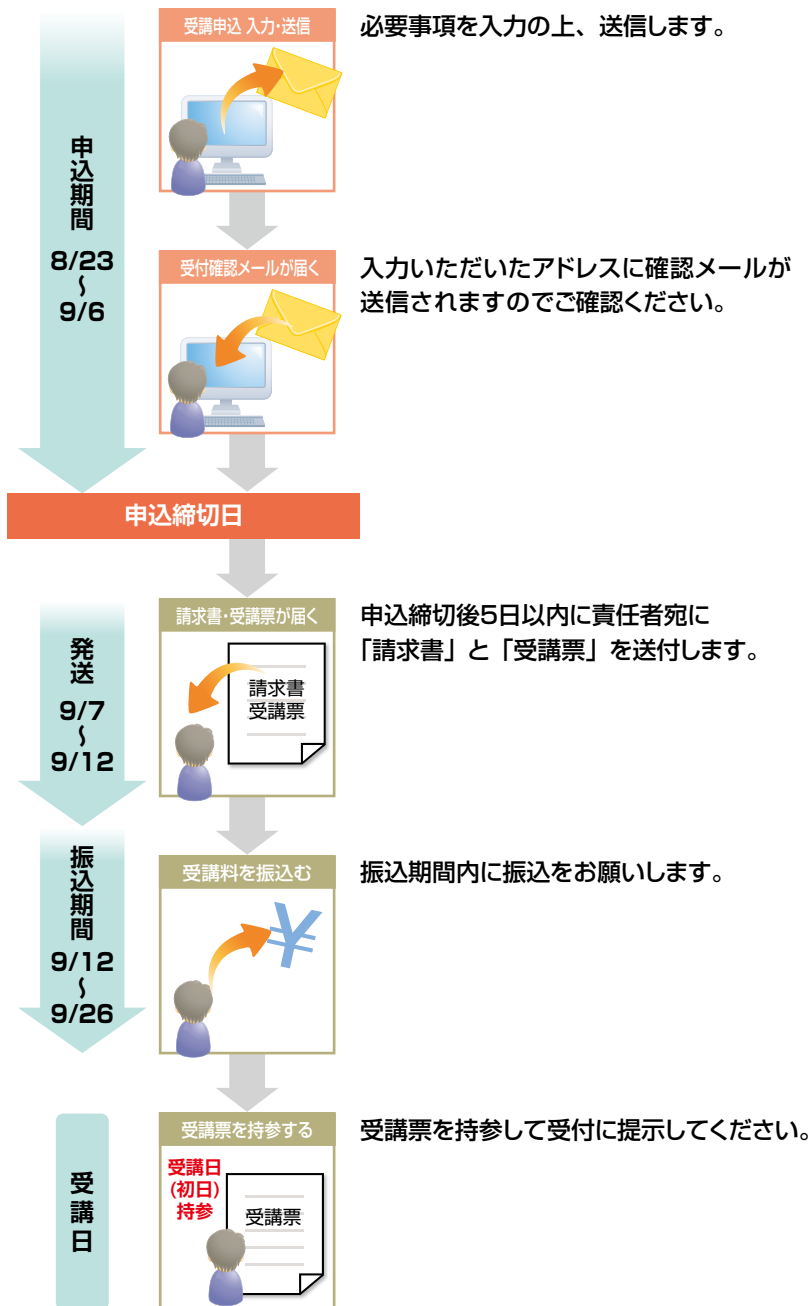 受講申込 入力・送信
必要事項を入力の上、送信します。
申込期間
8/23
〜
9/6
受付確認メールが届く
入力いただいたアドレスに確認メールが
送信されますのでご確認ください。
申込締切日
発送
9/7
〜
9/12
請求書・受講票が届く
請求書
受講票
申込締切後5日以内に責任者宛に
「請求書」と「受講票」を送付します。
振込期間
9/12
〜
9/26
受講料を振込む
¥
振込期間内に振込をお願いします。
受講日
受講票を持参する
受講日
(初日)
持参
受講票
受講票を持参して受付に提示してください。